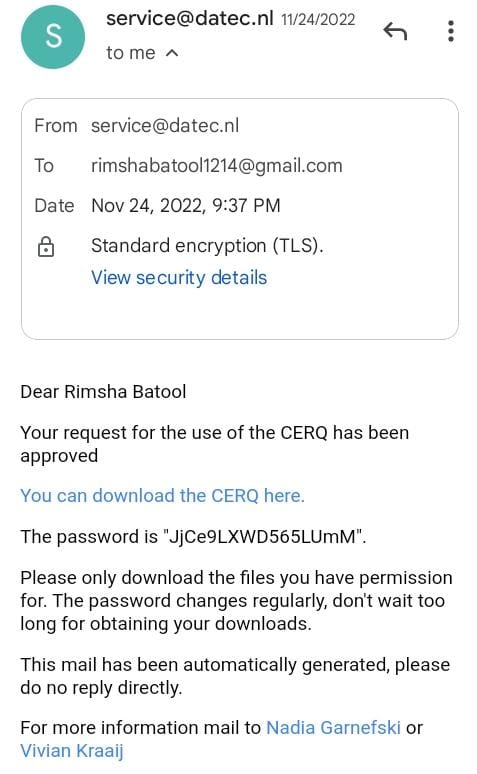 S
service@datec.nl 11/24/2022
to me
From service@datec.nl
To rimshabatool1214@gmail.com
Date Nov 24, 2022, 9:37 PM
Standard encryption (TLS).
View security details
Dear Rimsha Batool
Your request for the use of the CERQ has been
approved
You can download the CERQ here.
The password is "JjCe9LXWD565LUmM".
Please only download the files you have permission
for. The password changes regularly, don't wait too
long for obtaining your downloads.
This mail has been automatically generated, please
do no reply directly.
For more information mail to Nadia Garnefski or
Vivian Kraaij